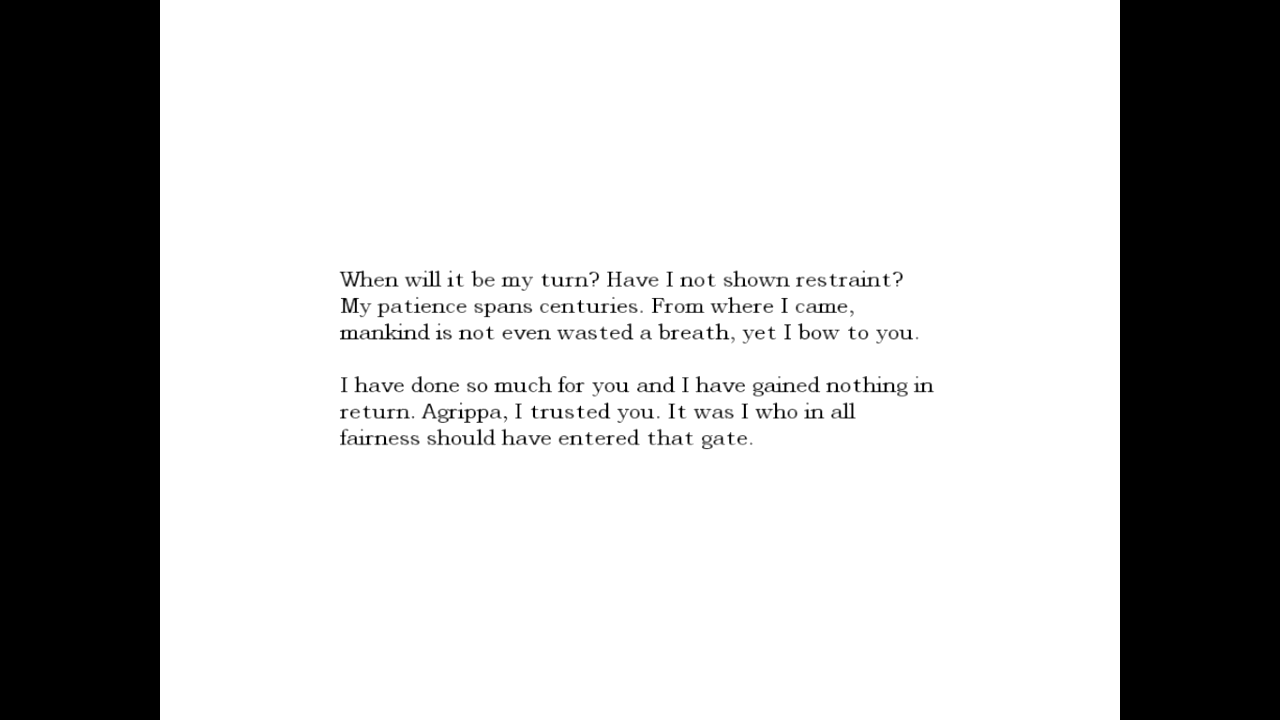 When will it be my turn? Have I not shown restraint?
My patience spans centuries. From where I came,
mankind is not even wasted a breath, yet I bow to you.
I have done so much for you and I have gained nothing in
return. Agrippa, I trusted you. It was I who in all
fairness should have entered that gate.